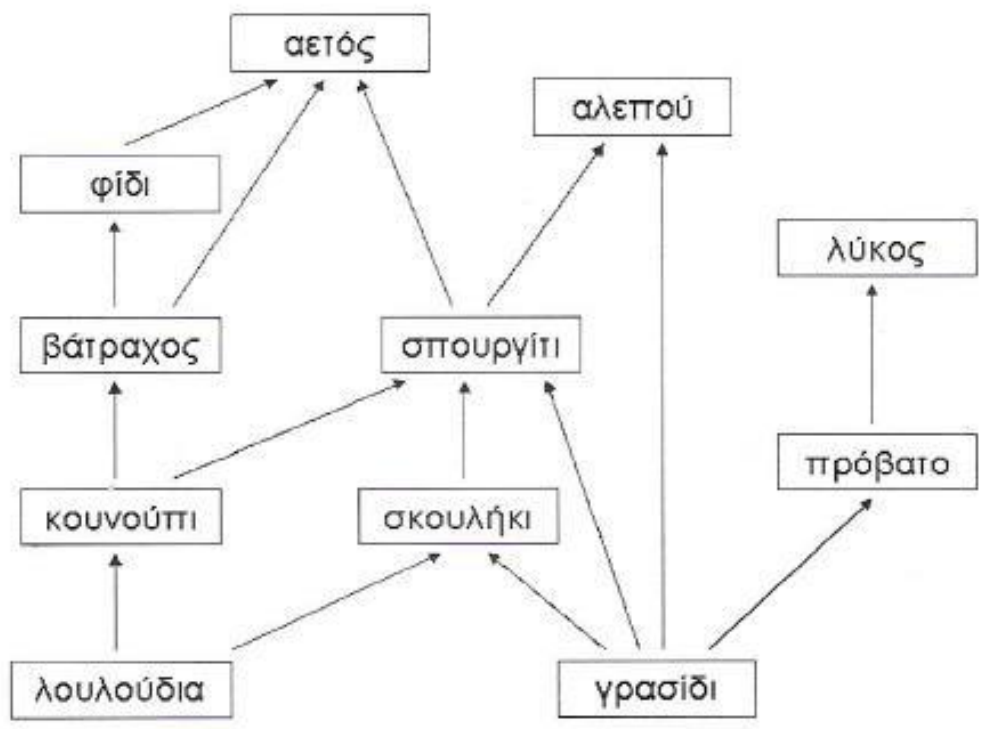 αετός
αλεπού
φίδι
λύκος
βάτραχος
σπουργίτι
πρόβατο
κουνούπι
σκουλήκι
λουλούδια
γρασίδι